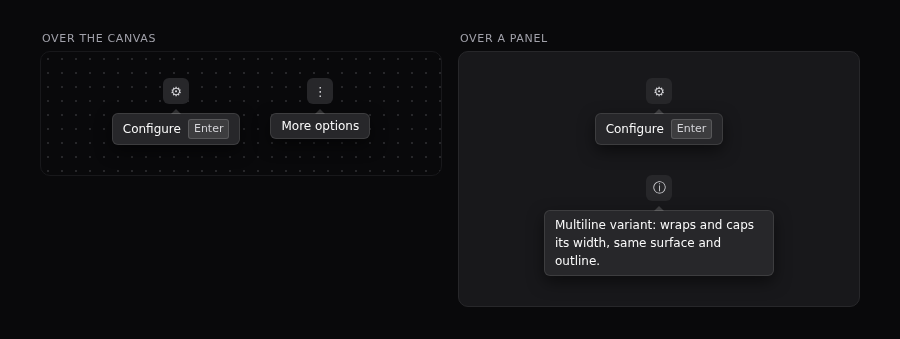 OVER THE CANVAS
Configure Enter
More options
OVER A PANEL
Configure Enter
Multiline variant: wraps and caps
its width, same surface and
outline.